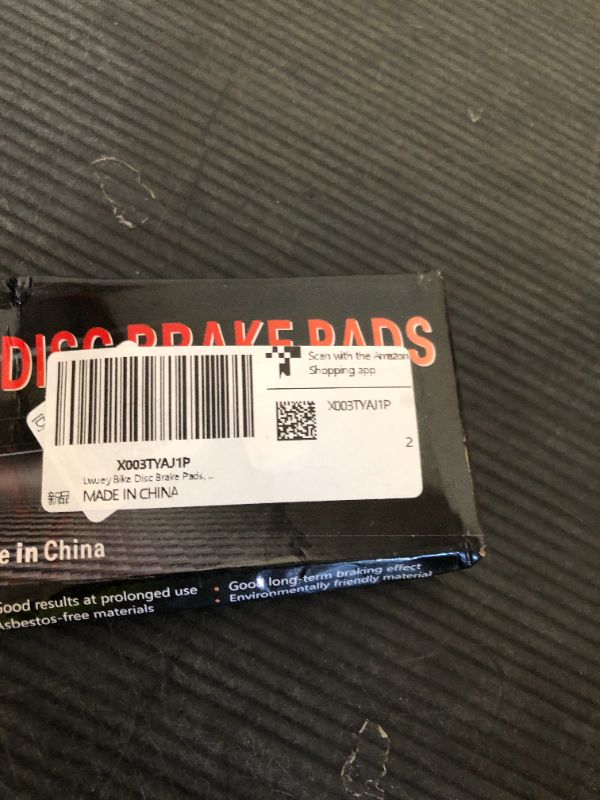 DISC BRAKE PADS
Scan with the Amazon
Shopping app
X003TYAJ1P
2
X003TYAJ1P
Lwuey Bike Disc Brake Pads, ...
新品
MADE IN CHINA
e in China
Good results at prolonged use
Asbestos-free materials
• Good long-term braking effect
• Environmentally friendly material